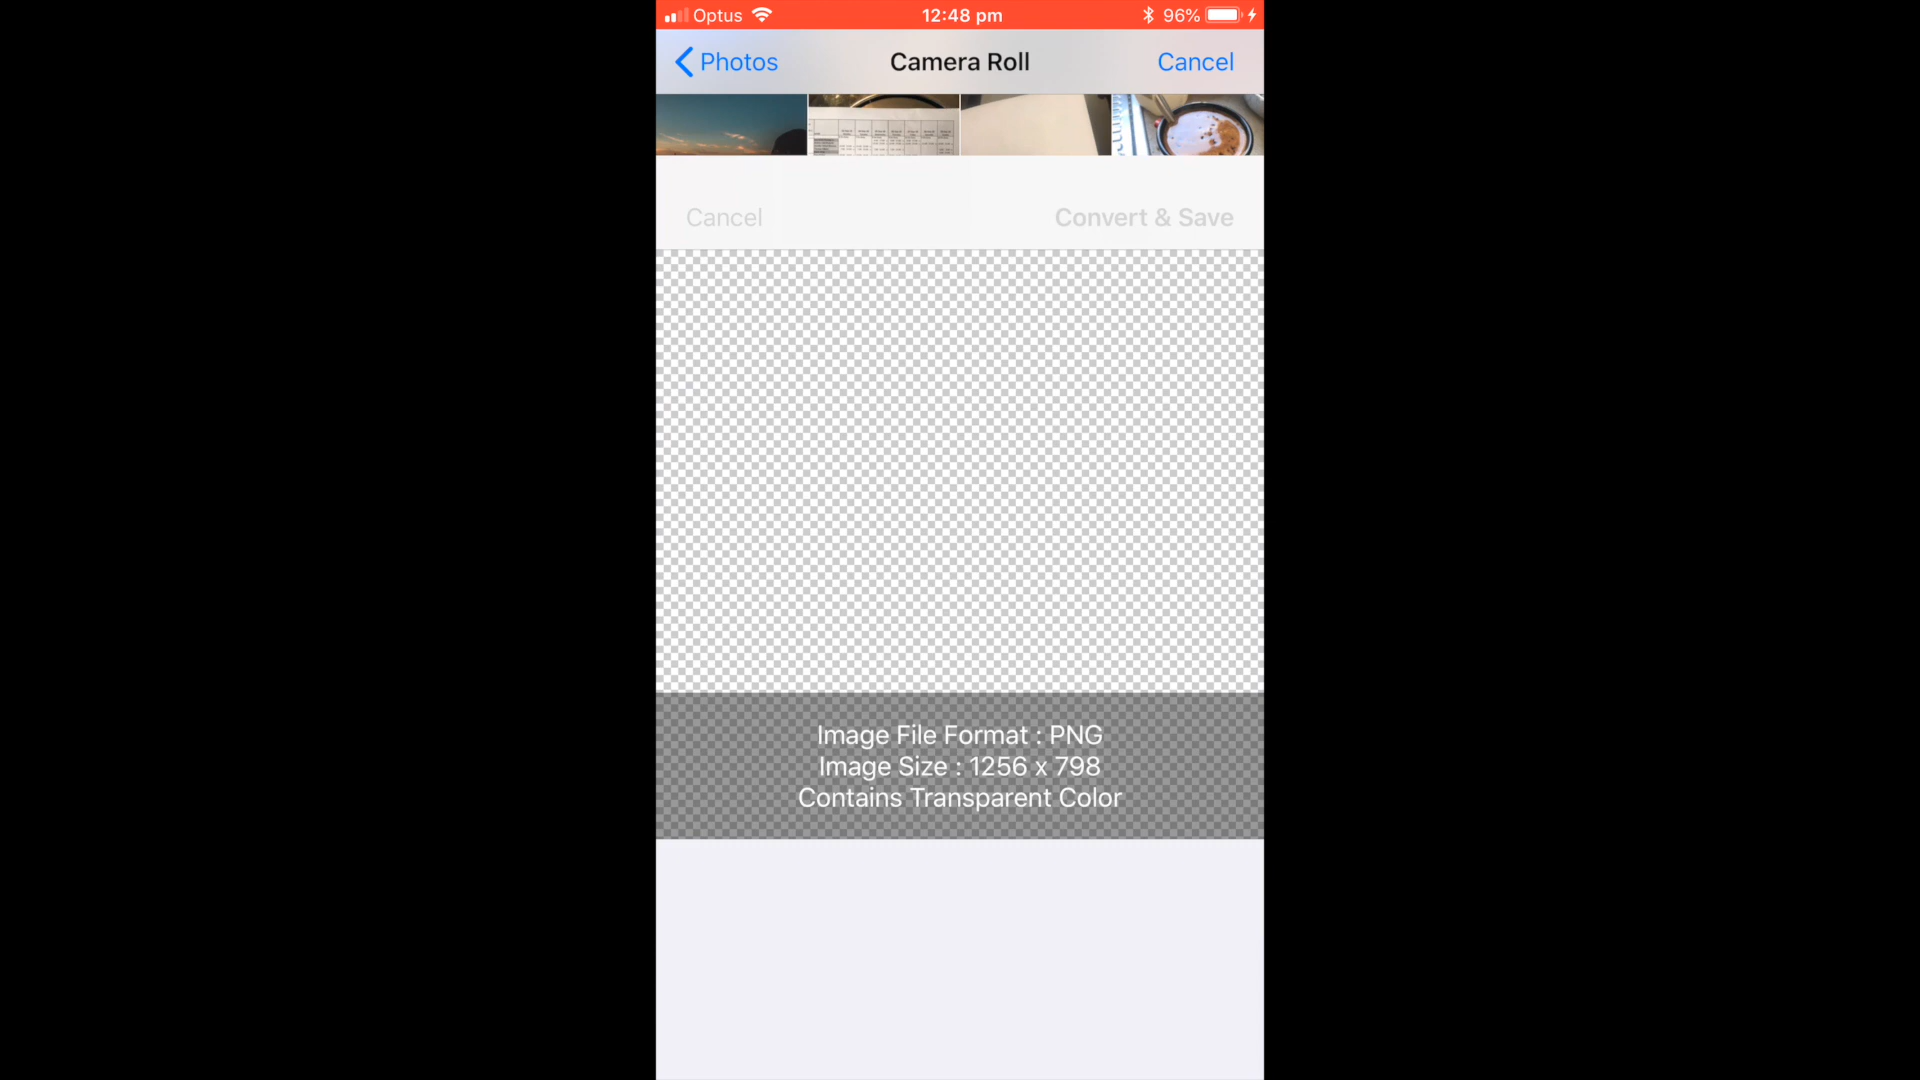 Optus 12:48 pm 96%
Photos Camera Roll Cancel
Cancel Convert & Save
Image File Format : PNG
Image Size : 1256 x 798
Contains Transparent Color